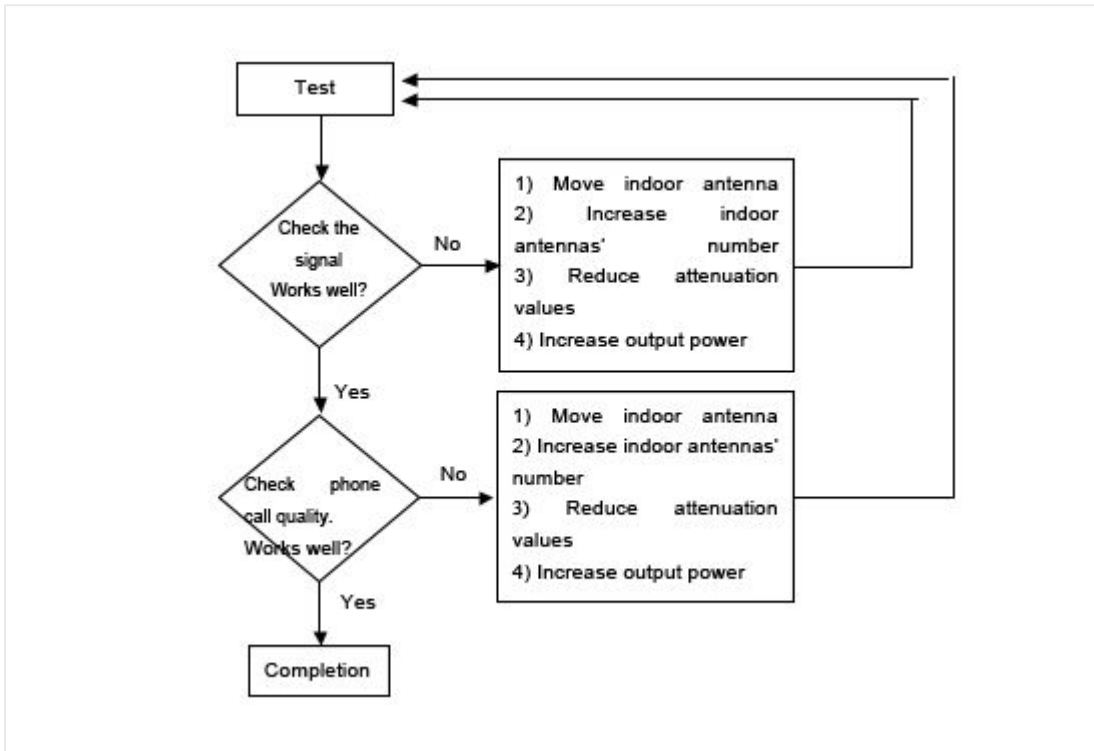 Test
Check the
signal
Works well?
No
1) Move indoor antenna
2) Increase indoor
antennas' number
3) Reduce attenuation
values
4) Increase output power
Yes
Check phone
call quality.
Works well?
No
1) Move indoor antenna
2) Increase indoor antennas'
number
3) Reduce attenuation
values
4) Increase output power
Yes
Completion